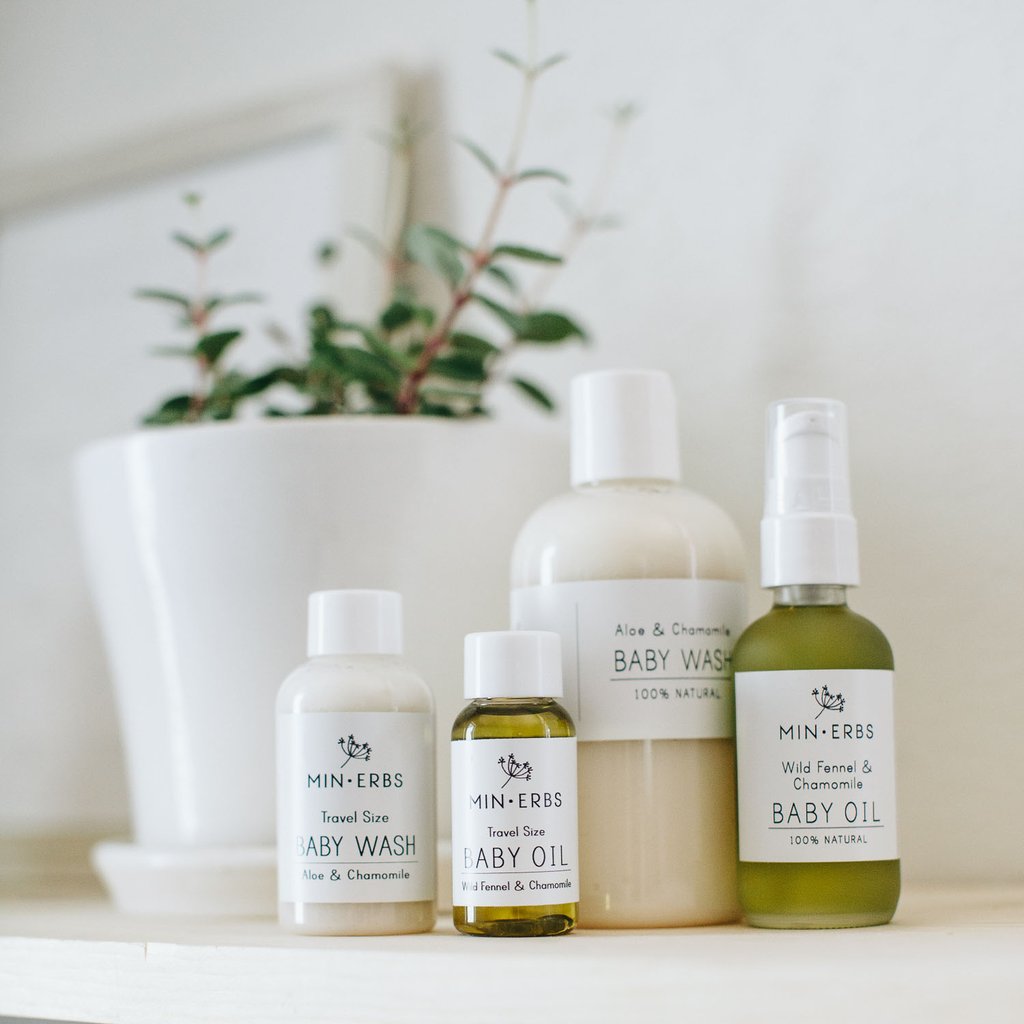 MIN•ERBS
Travel Size
BABY WASH
Aloe & Chamomile
MIN•ERBS
Travel Size
BABY OIL
Wild Fennel & Chamomile
Aloe & Chamomile
BABY WASH
100% NATURAL
MIN•ERBS
Wild Fennel &
Chamomile
BABY OIL
100% NATURAL